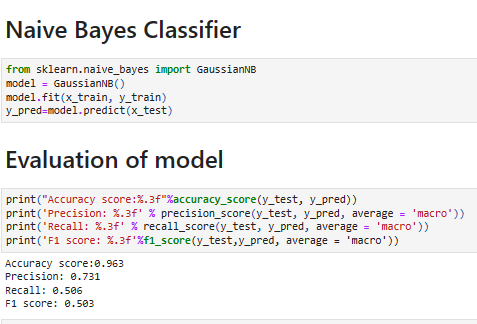 Naive Bayes Classifier
from sklearn.naive_bayes import GaussianNB
model = GaussianNB()
model.fit(x_train, y_train)
y_pred=model.predict(x_test)
Evaluation of model
print("Accuracy score:%.3f"%accuracy_score(y_test, y_pred))
print('Precision: %.3f' % precision_score(y_test, y_pred, average = 'macro'))
print('Recall: %.3f' % recall_score(y_test, y_pred, average = 'macro'))
print('F1 score: %.3f'%f1_score(y_test,y_pred, average = 'macro'))
Accuracy score:0.963
Precision: 0.731
Recall: 0.506
F1 score: 0.503